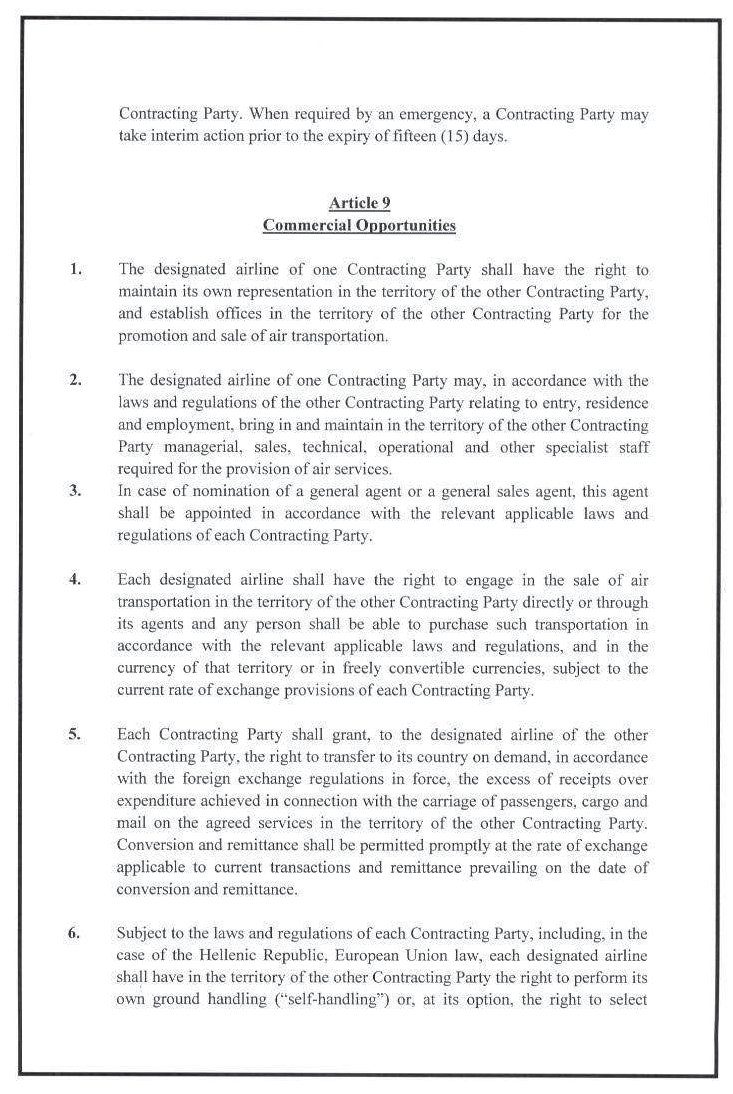 Contracting Party. When required by an emergency, a Contracting Party may
take interim action prior to the expiry of fifteen (15) days.
Article 9
Commercial Opportunities
1. The designated airline of one Contracting Party shall have the right to
maintain its own representation in the territory of the other Contracting Party,
and establish offices in the territory of the other Contracting Party for the
promotion and sale of air transportation.
2. The designated airline of one Contracting Party may, in accordance with the
laws and regulations of the other Contracting Party relating to entry, residence
and employment, bring in and maintain in the territory of the other Contracting
Party managerial, sales, technical, operational and other specialist staff
required for the provision of air services.
3. In case of nomination of a general agent or a general sales agent, this agent
shall be appointed in accordance with the relevant applicable laws and
regulations of each Contracting Party.
4. Each designated airline shall have the right to engage in the sale of air
transportation in the territory of the other Contracting Party directly or through
its agents and any person shall be able to purchase such transportation in
accordance with the relevant applicable laws and regulations, and in the
currency of that territory or in freely convertible currencies, subject to the
current rate of exchange provisions of each Contracting Party.
5. Each Contracting Party shall grant, to the designated airline of the other
Contracting Party, the right to transfer to its country on demand, in accordance
with the foreign exchange regulations in force, the excess of receipts over
expenditure achieved in connection with the carriage of passengers, cargo and
mail on the agreed services in the territory of the other Contracting Party.
Conversion and remittance shall be permitted promptly at the rate of exchange
applicable to current transactions and remittance prevailing on the date of
conversion and remittance.
6. Subject to the laws and regulations of each Contracting Party, including, in the
case of the Hellenic Republic, European Union law, each designated airline
shall have in the territory of the other Contracting Party the right to perform its
own ground handling (“self-handling”) or, at its option, the right to select